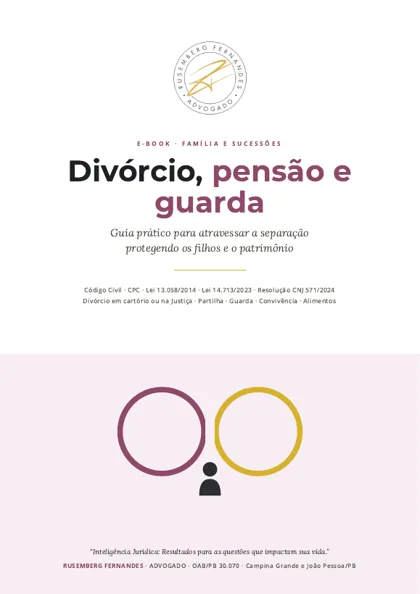 RUSEMBERG FERNANDES
ADVOGADO
E-BOOK · FAMÍLIA E SUCESSÕES
Divórcio, pensão e
guarda
Guia prático para atravessar a separação
protegendo os filhos e o patrimônio
Código Civil · CPC · Lei 13.058/2014 · Lei 14.713/2023 · Resolução CNJ 571/2024
Divórcio em cartório ou na Justiça · Partilha · Guarda · Convivência · Alimentos
"Inteligência Jurídica: Resultados para as questões que impactam sua vida."
RUSEMBERG FERNANDES · ADVOGADO · OAB/PB 30.070 · Campina Grande e João Pessoa/PB